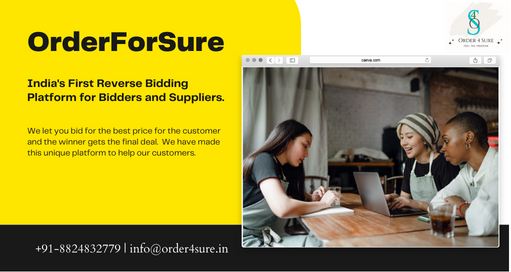 OrderForSure
ORDER 4 SURE
India's First Reverse Bidding
Platform for Bidders and Suppliers.
canva.com
We let you bid for the best price for the customer
and the winner gets the final deal. We have made
this unique platform to help our customers.
+91-8824832779 | info@order4sure.in